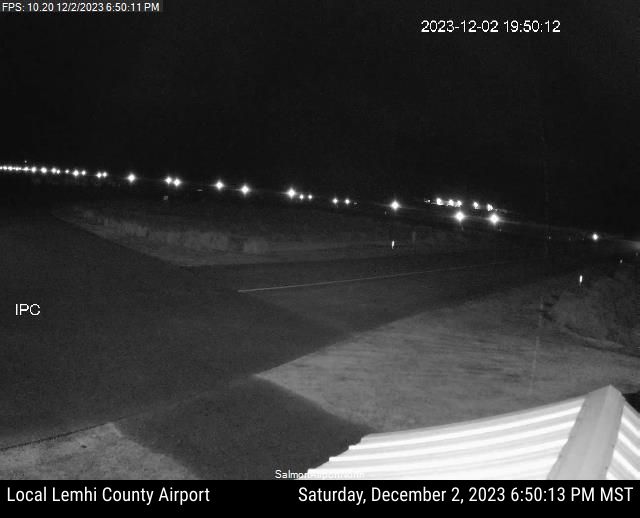 FPS: 10.20 12/2/2023 6:50:11 PM
2023-12-02 19:50:12
IPC
Local Lemhi County Airport
Saturday, December 2, 2023 6:50:13 PM MST